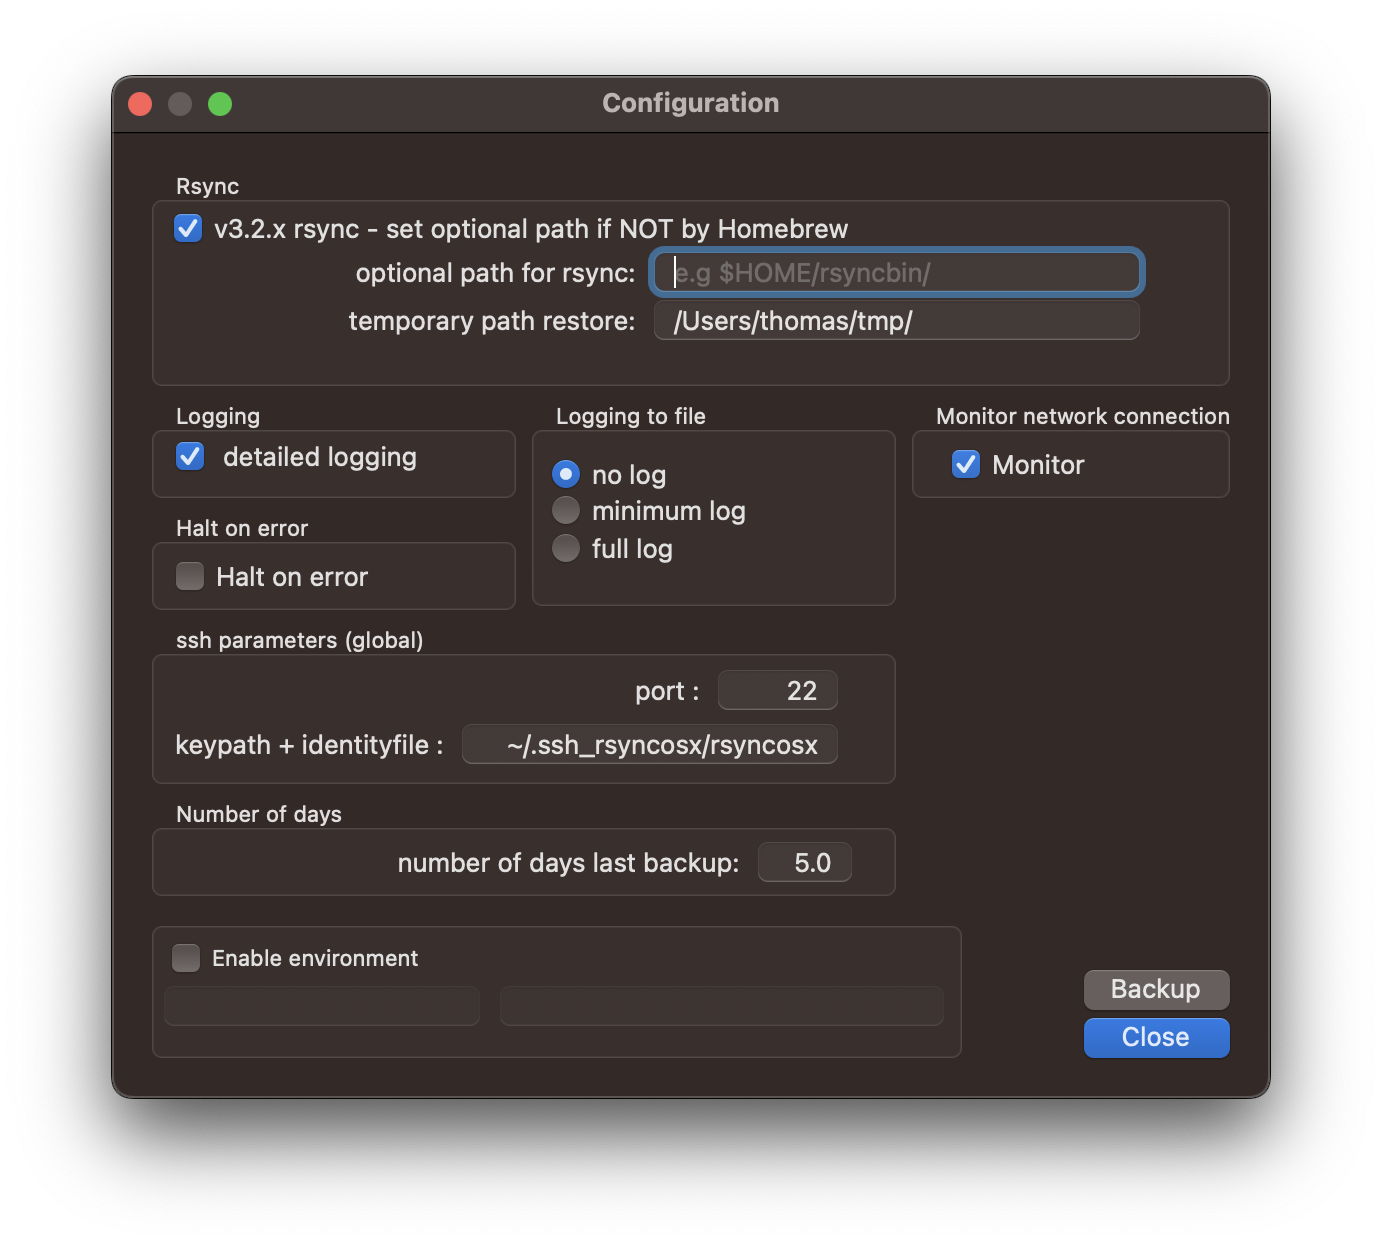 Configuration
Rsync
v3.2.x rsync - set optional path if NOT by Homebrew
optional path for rsync: e.g $HOME/rsyncbin/
temporary path restore: /Users/thomas/tmp/
Logging
detailed logging
Halt on error
Halt on error
Logging to file
no log
minimum log
full log
Monitor network connection
Monitor
ssh parameters (global)
port : 22
keypath + identityfile : ~/.ssh_rsyncosx/rsyncosx
Number of days
number of days last backup: 5.0
Enable environment
Backup
Close